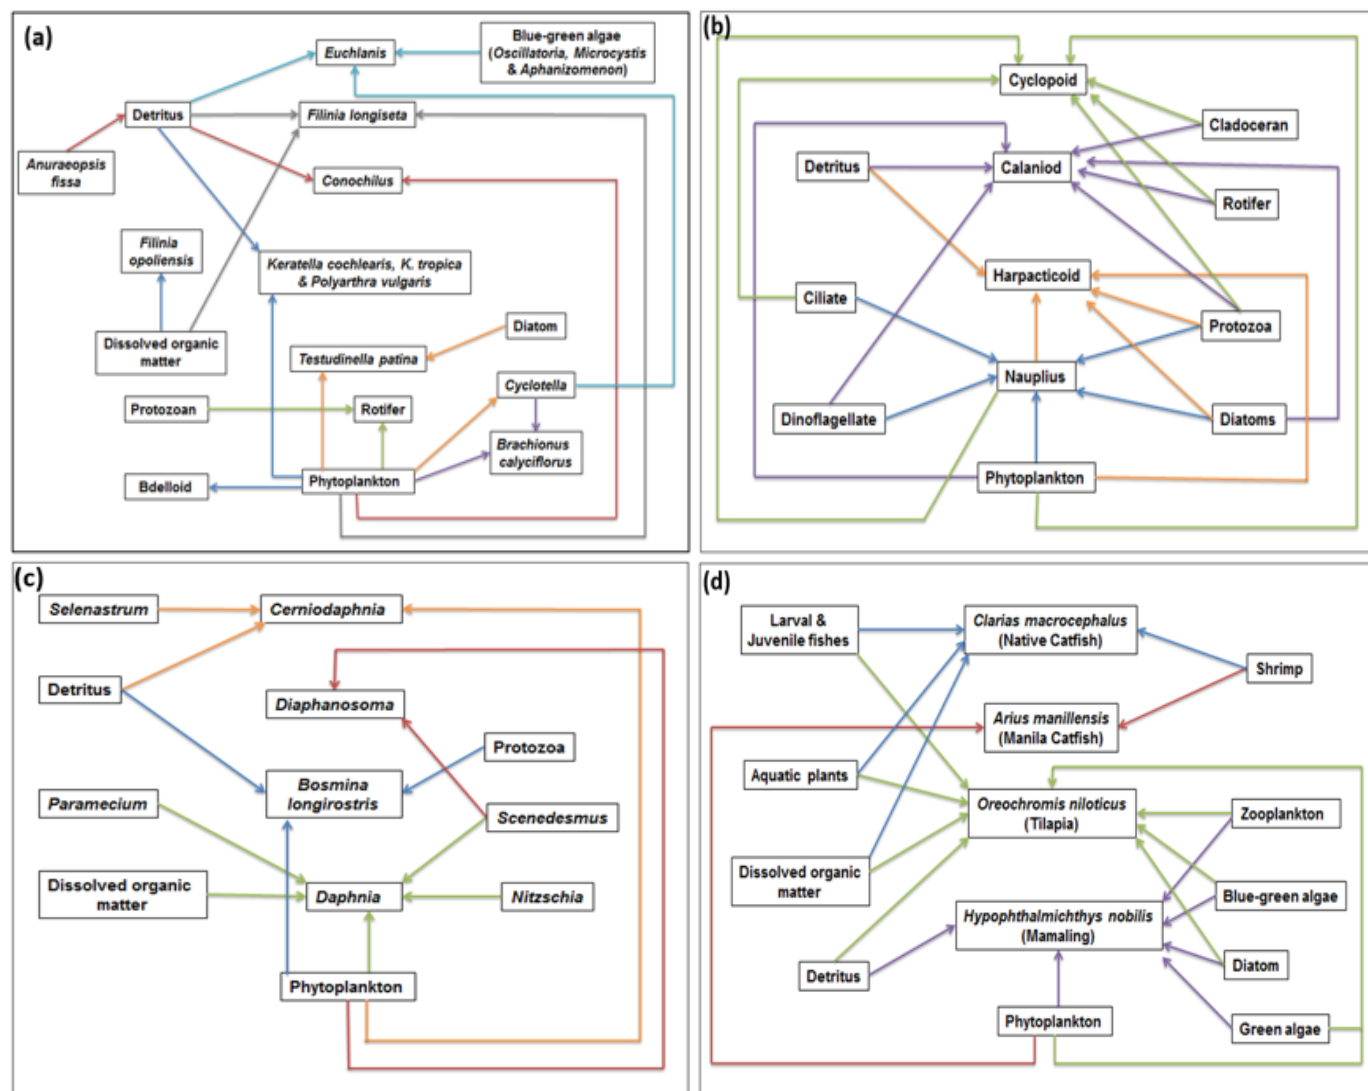 (a)
Euchlanis
Blue-green algae
(Oscillatoria, Microcystis
& Aphanizomenon)
Detritus
Filinia longiseta
Anuraeopsis
fissa
Conochilus
Filinia
opoliensis
Keratella cochlearis, K. tropica
& Polyarthra vulgaris
Dissolved organic
matter
Diatom
Testudinella patina
Cyclotella
Protozoan
Rotifer
Brachionus
calyciflorus
Phytoplankton
Bdelloid
(b)
Cyclopoid
Cladoceran
Detritus
Calaniod
Rotifer
Harpacticoid
Ciliate
Protozoa
Nauplius
Dinoflagellate
Diatoms
Phytoplankton
(c)
Selenastrum
Cerniodaphnia
Detritus
Diaphanosoma
Protozoa
Bosmina
longirostris
Paramecium
Scenedesmus
Dissolved organic
matter
Daphnia
Nitzschia
Phytoplankton
(d)
Larval &
Juvenile fishes
Clarias macrocephalus
(Native Catfish)
Shrimp
Arius manillensis
(Manila Catfish)
Aquatic plants
Oreochromis niloticus
(Tilapia)
Zooplankton
Dissolved organic
matter
Blue-green algae
Hypophthalmichthys nobilis
(Mamaling)
Detritus
Diatom
Phytoplankton
Green algae